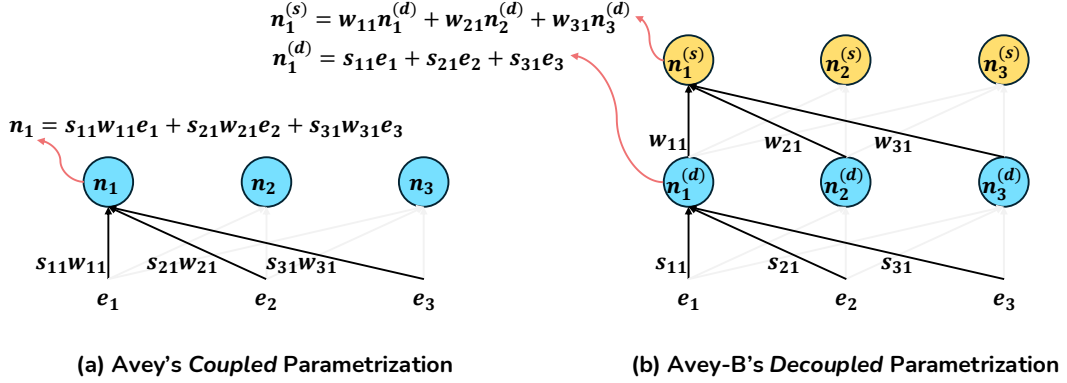 n₁⁽ˢ⁾ = w₁₁n₁⁽ᵈ⁾ + w₂₁n₂⁽ᵈ⁾ + w₃₁n₃⁽ᵈ⁾
n₁⁽ᵈ⁾ = s₁₁e₁ + s₂₁e₂ + s₃₁e₃
n₁ = s₁₁w₁₁e₁ + s₂₁w₂₁e₂ + s₃₁w₃₁e₃
n₁ n₂ n₃
s₁₁w₁₁ s₂₁w₂₁ s₃₁w₃₁
e₁ e₂ e₃
(a) Avey's Coupled Parametrization
n₁⁽ˢ⁾ n₂⁽ˢ⁾ n₃⁽ˢ⁾
w₁₁ w₂₁ w₃₁
n₁⁽ᵈ⁾ n₂⁽ᵈ⁾ n₃⁽ᵈ⁾
s₁₁ s₂₁ s₃₁
e₁ e₂ e₃
(b) Avey-B's Decoupled Parametrization